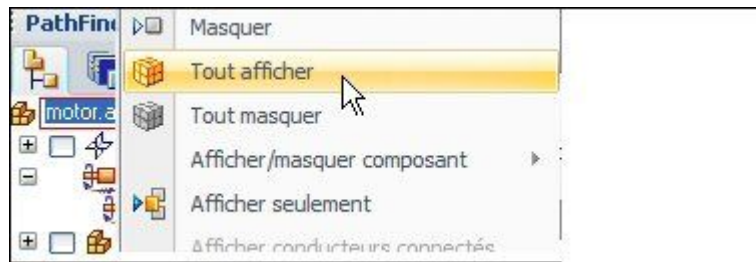 PathFin
Masquer
Tout afficher
motor.a
Tout masquer
Afficher/masquer composant
Afficher seulement
Afficher conducteurs connectés